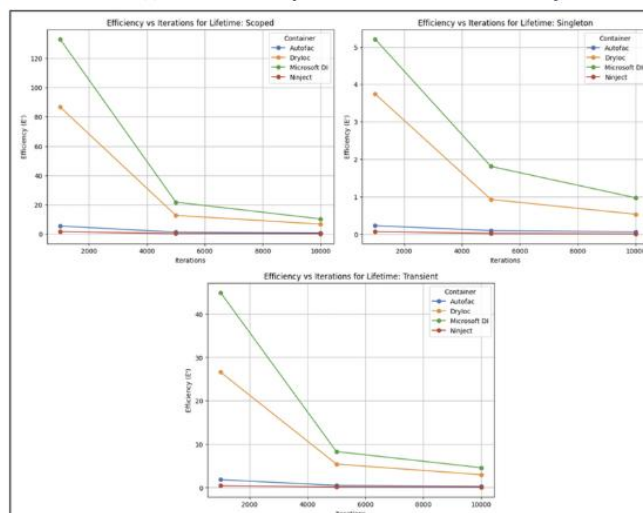 Efficiency vs Iterations for Lifetime: Scoped
Container
Autofac
DryIoc
Microsoft DI
Ninject
120
100
80
60
40
20
0
Efficiency (E')
2000
4000
6000
8000
10000
Iterations
Efficiency vs Iterations for Lifetime: Singleton
Container
Autofac
DryIoc
Microsoft DI
Ninject
5
4
3
2
1
0
Efficiency (E')
2000
4000
6000
8000
10000
Iterations
Efficiency vs Iterations for Lifetime: Transient
Container
Autofac
DryIoc
Microsoft DI
Ninject
40
30
20
10
0
Efficiency (E')
2000
4000
6000
8000
10000